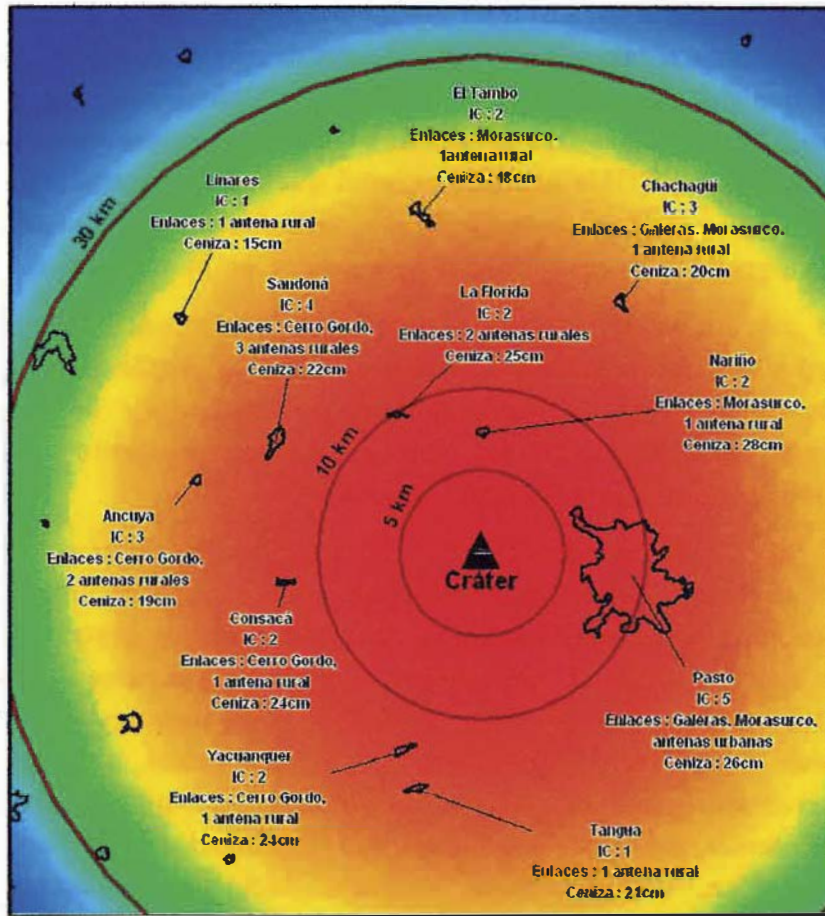 El Tambo
IC : 2
Enlaces : Morasurco,
1antena rural
Ceniza : 18cm
Linares
IC : 1
Enlaces : 1 antena rural
Ceniza : 15cm
Chachagüi
IC : 3
Enlaces : Galeras, Morasurco,
1 antena rural
Ceniza : 20cm
30 km
Sandoná
IC : 4
Enlaces : Cerro Gordo,
3 antenas rurales
Ceniza : 22cm
La Florida
IC : 2
Enlaces : 2 antenas rurales
Ceniza : 25cm
Nariño
IC : 2
Enlaces : Morasurco,
1 antena rural
Ceniza : 28cm
10 km
5 km
Cráter
Ancuya
IC : 3
Enlaces : Cerro Gordo,
2 antenas rurales
Ceniza : 19cm
Consacá
IC : 2
Enlaces : Cerro Gordo,
1 antena rural
Ceniza : 24cm
Pasto
IC : 5
Enlaces : Galeras, Morasurco,
antenas urbanas
Ceniza : 26cm
Yacuanquer
IC : 2
Enlaces : Cerro Gordo,
1 antena rural
Ceniza : 24cm
Tangua
IC : 1
Enlaces : 1 antena rural
Ceniza : 21cm